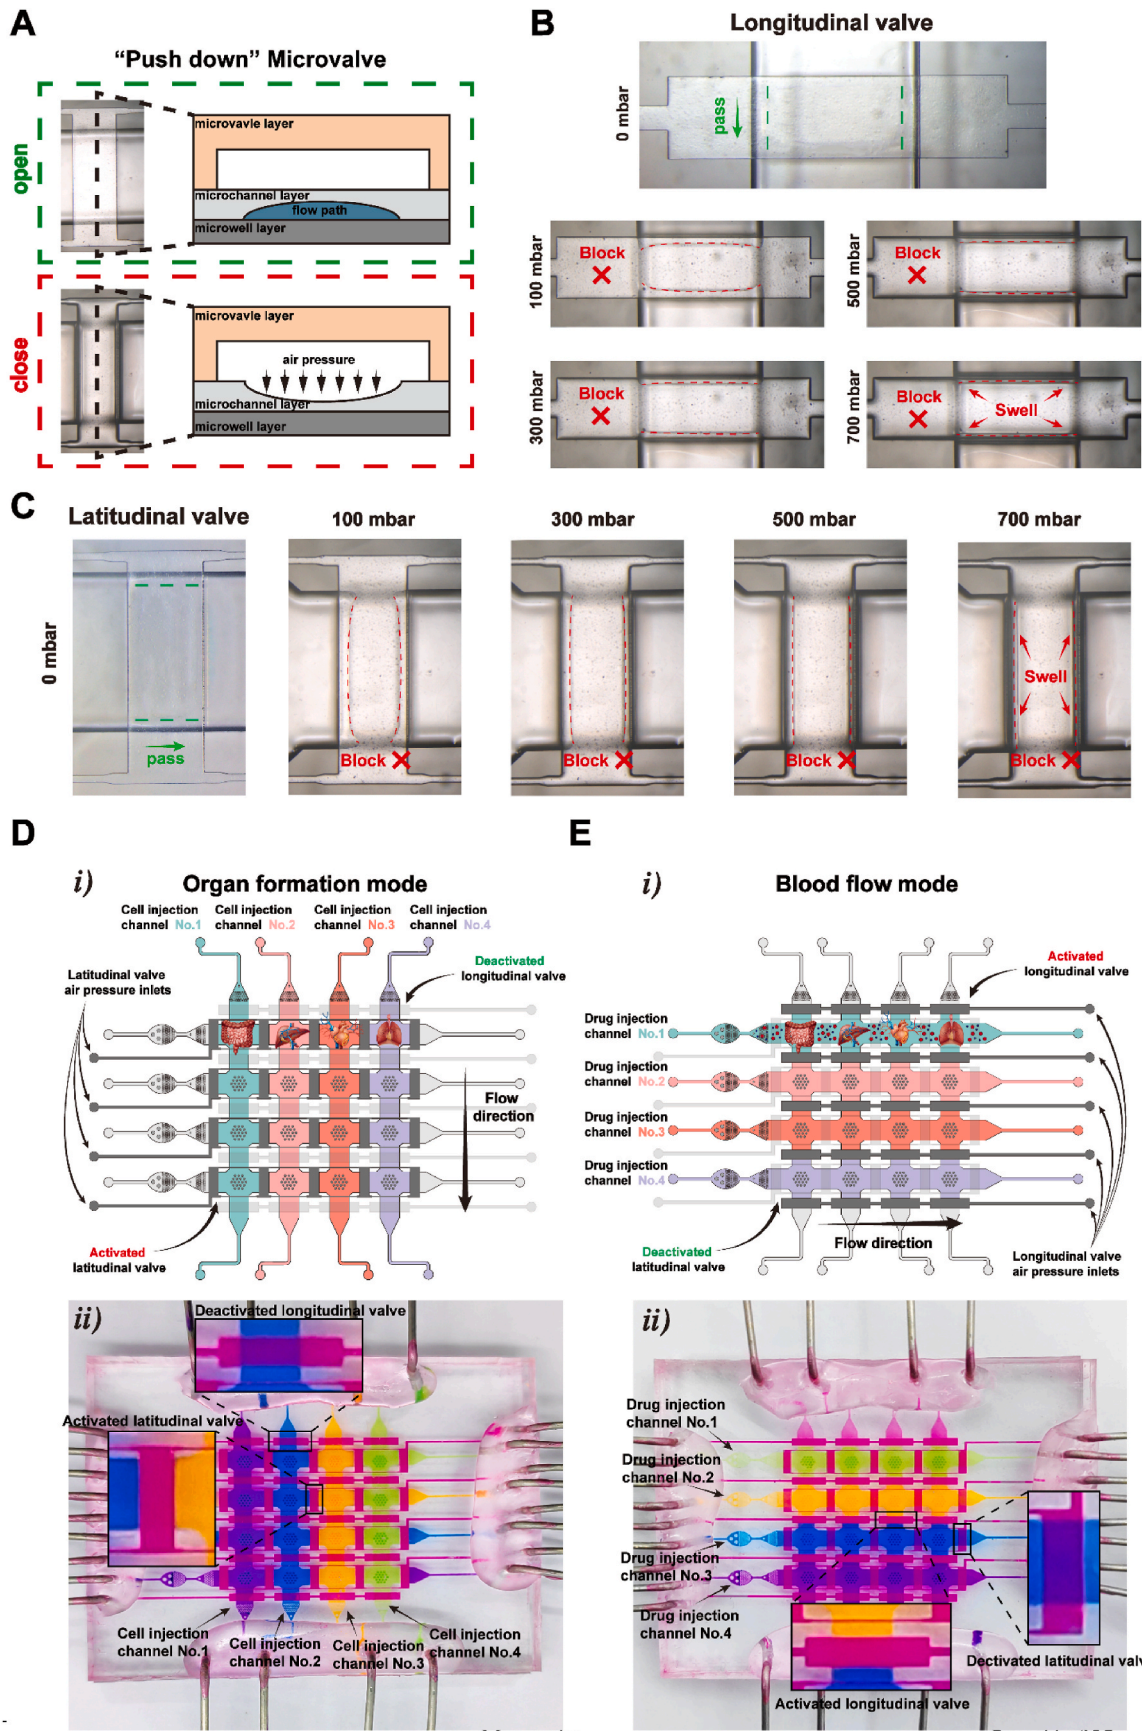 A
"Push down" Microvalve
open
microvavle layer
microchannel layer
flow path
microwell layer
close
microvavle layer
air pressure
microchannel layer
microwell layer
B
Longitudinal valve
0 mbar
pass
100 mbar
Block
500 mbar
Block
300 mbar
Block
700 mbar
Block
Swell
C
Latitudinal valve
100 mbar
300 mbar
500 mbar
700 mbar
0 mbar
pass
Block
Block
Block
Swell
Block
D
i)
Organ formation mode
Cell injection
channel No.1
Cell injection
channel No.2
Cell injection
channel No.3
Cell injection
channel No.4
Latitudinal valve
air pressure inlets
Deactivated
longitudinal valve
Flow
direction
Activated
latitudinal valve
ii)
Deactivated longitudinal valve
Activated latitudinal valve
Cell injection
channel No.1
Cell injection
channel No.2
Cell injection
channel No.3
Cell injection
channel No.4
E
i)
Blood flow mode
Activated
longitudinal valve
Drug injection
channel No.1
Drug injection
channel No.2
Drug injection
channel No.3
Drug injection
channel No.4
Deactivated
latitudinal valve
Flow direction
Longitudinal valve
air pressure inlets
ii)
Drug injection
channel No.1
Drug injection
channel No.2
Drug injection
channel No.3
Drug injection
channel No.4
Dectivated latitudinal valv
Activated longitudinal valve